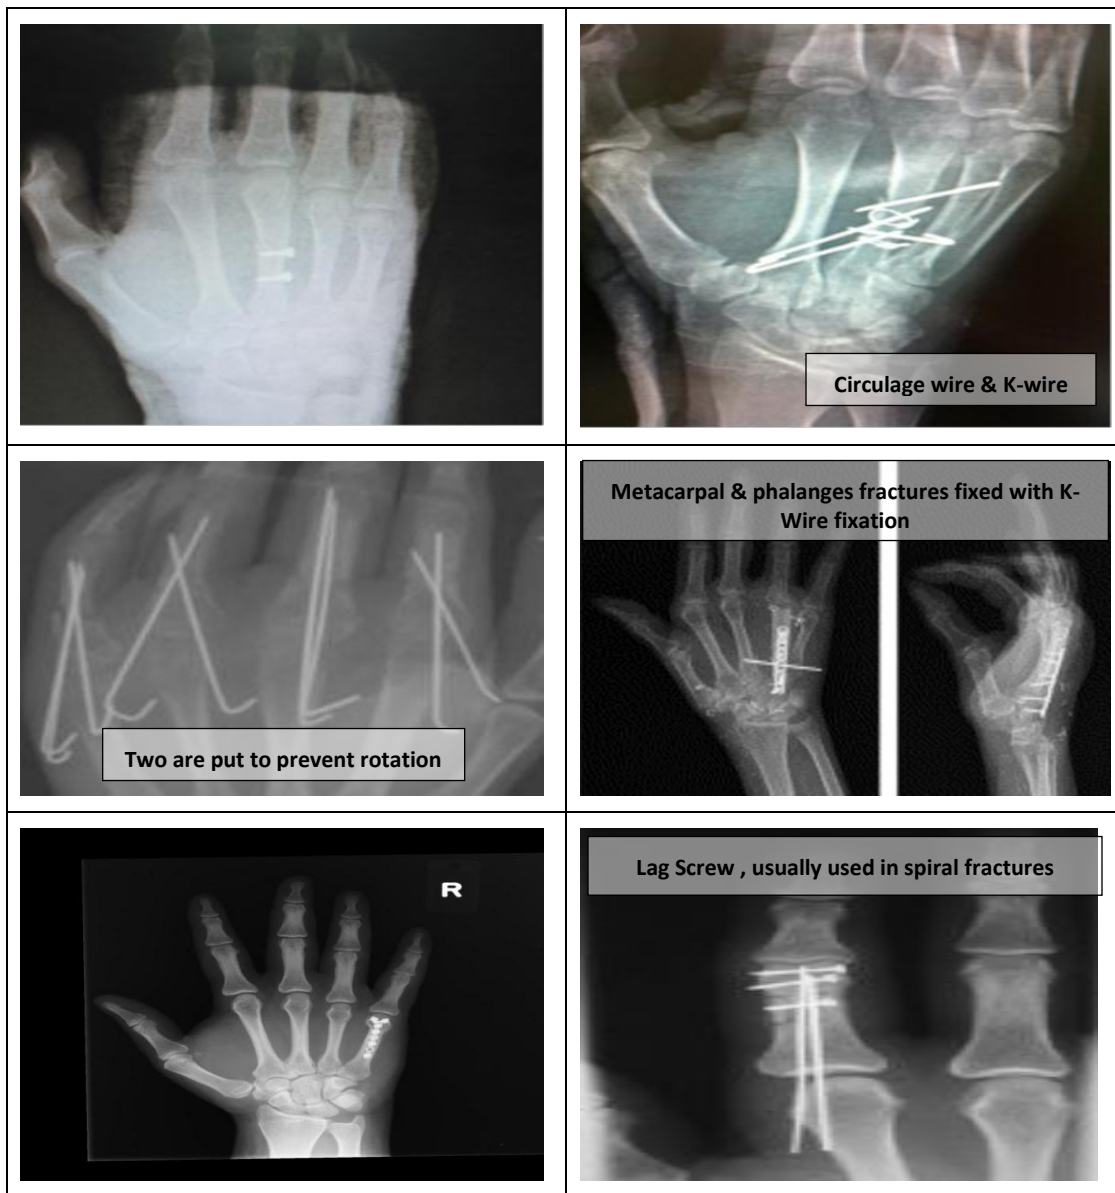 Circulage wire & K-wire
Metacarpal & phalanges fractures fixed with K-
Wire fixation
Two are put to prevent rotation
R
Lag Screw , usually used in spiral fractures